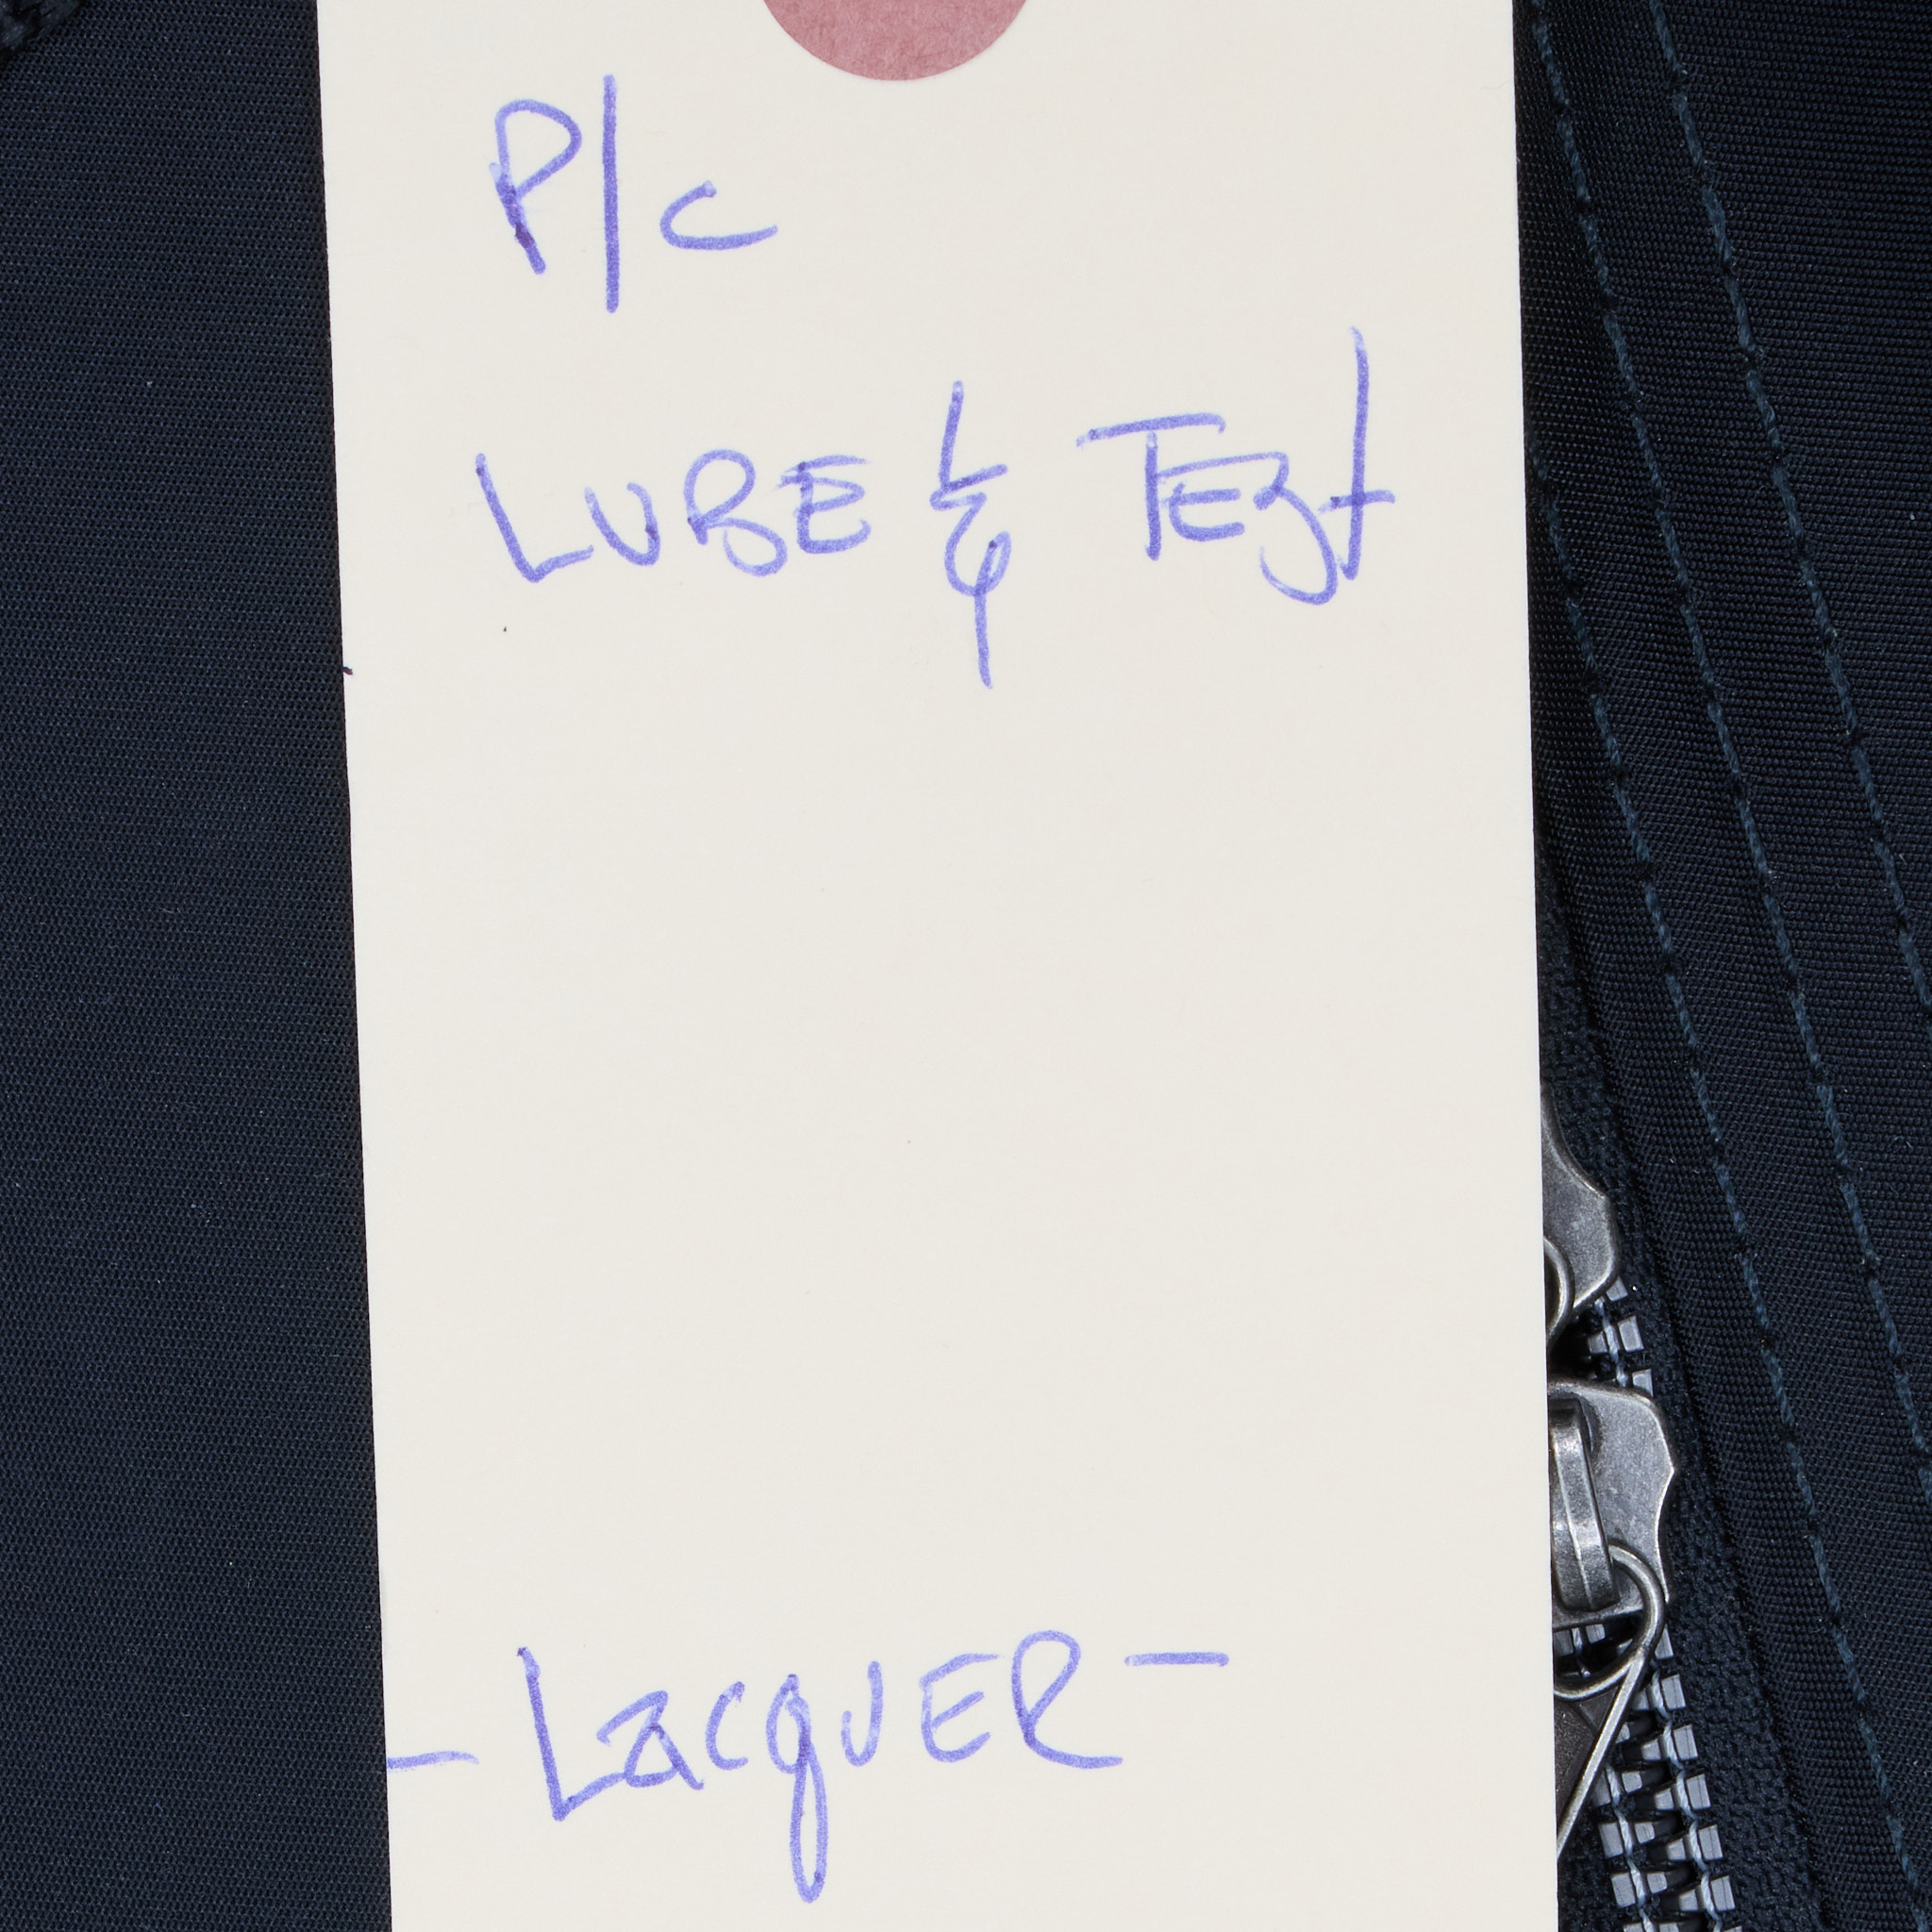 P/c
LUBE & TEST
- LacquER -